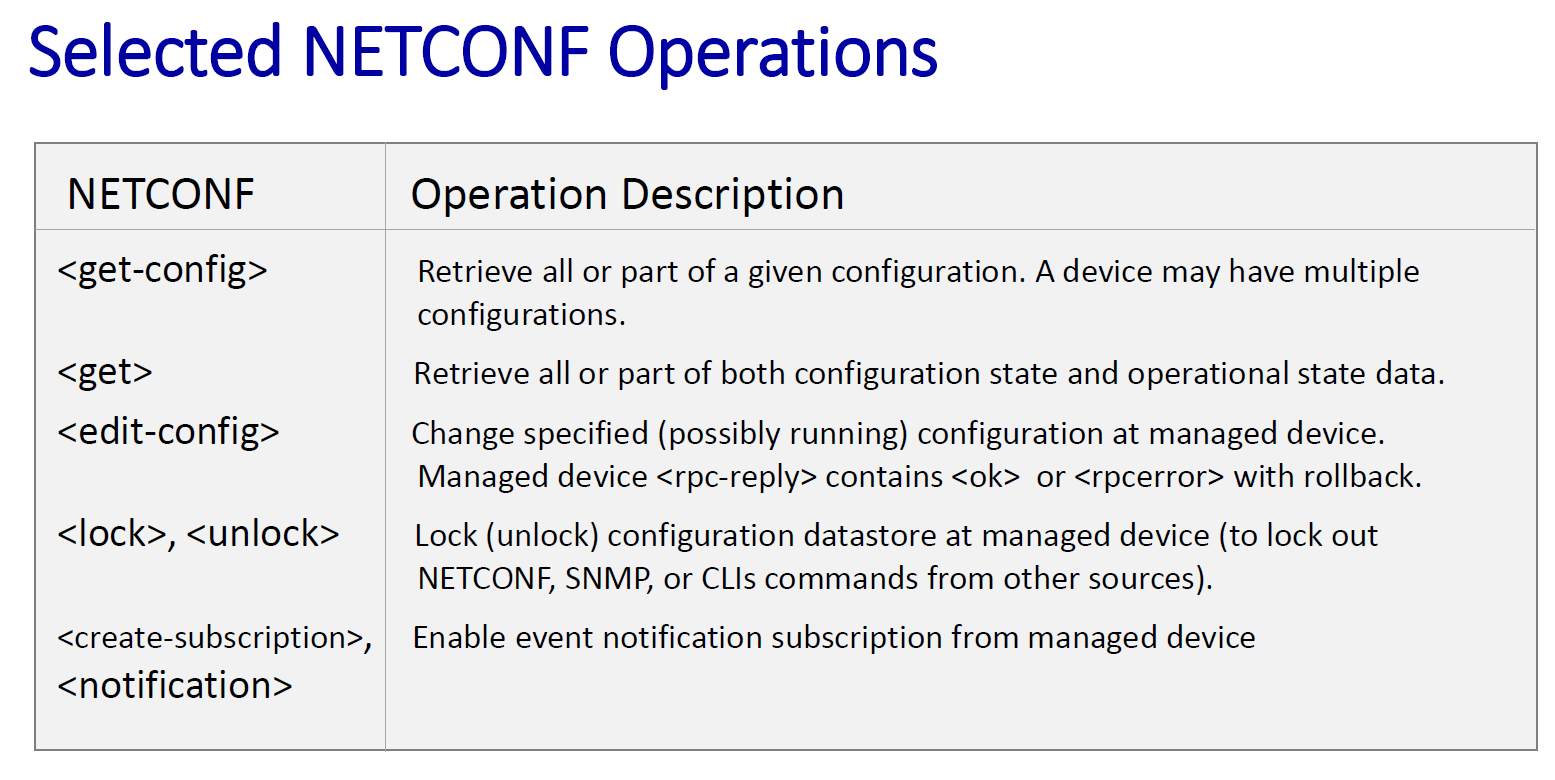 Selected NETCONF Operations
NETCONF
Operation Description
<get-config>
Retrieve all or part of a given configuration. A device may have multiple
configurations.
<get>
Retrieve all or part of both configuration state and operational state data.
<edit-config>
Change specified (possibly running) configuration at managed device.
Managed device <rpc-reply> contains <ok> or <rpcerror> with rollback.
<lock>, <unlock>
Lock (unlock) configuration datastore at managed device (to lock out
NETCONF, SNMP, or CLIs commands from other sources).
<create-subscription>,
<notification>
Enable event notification subscription from managed device